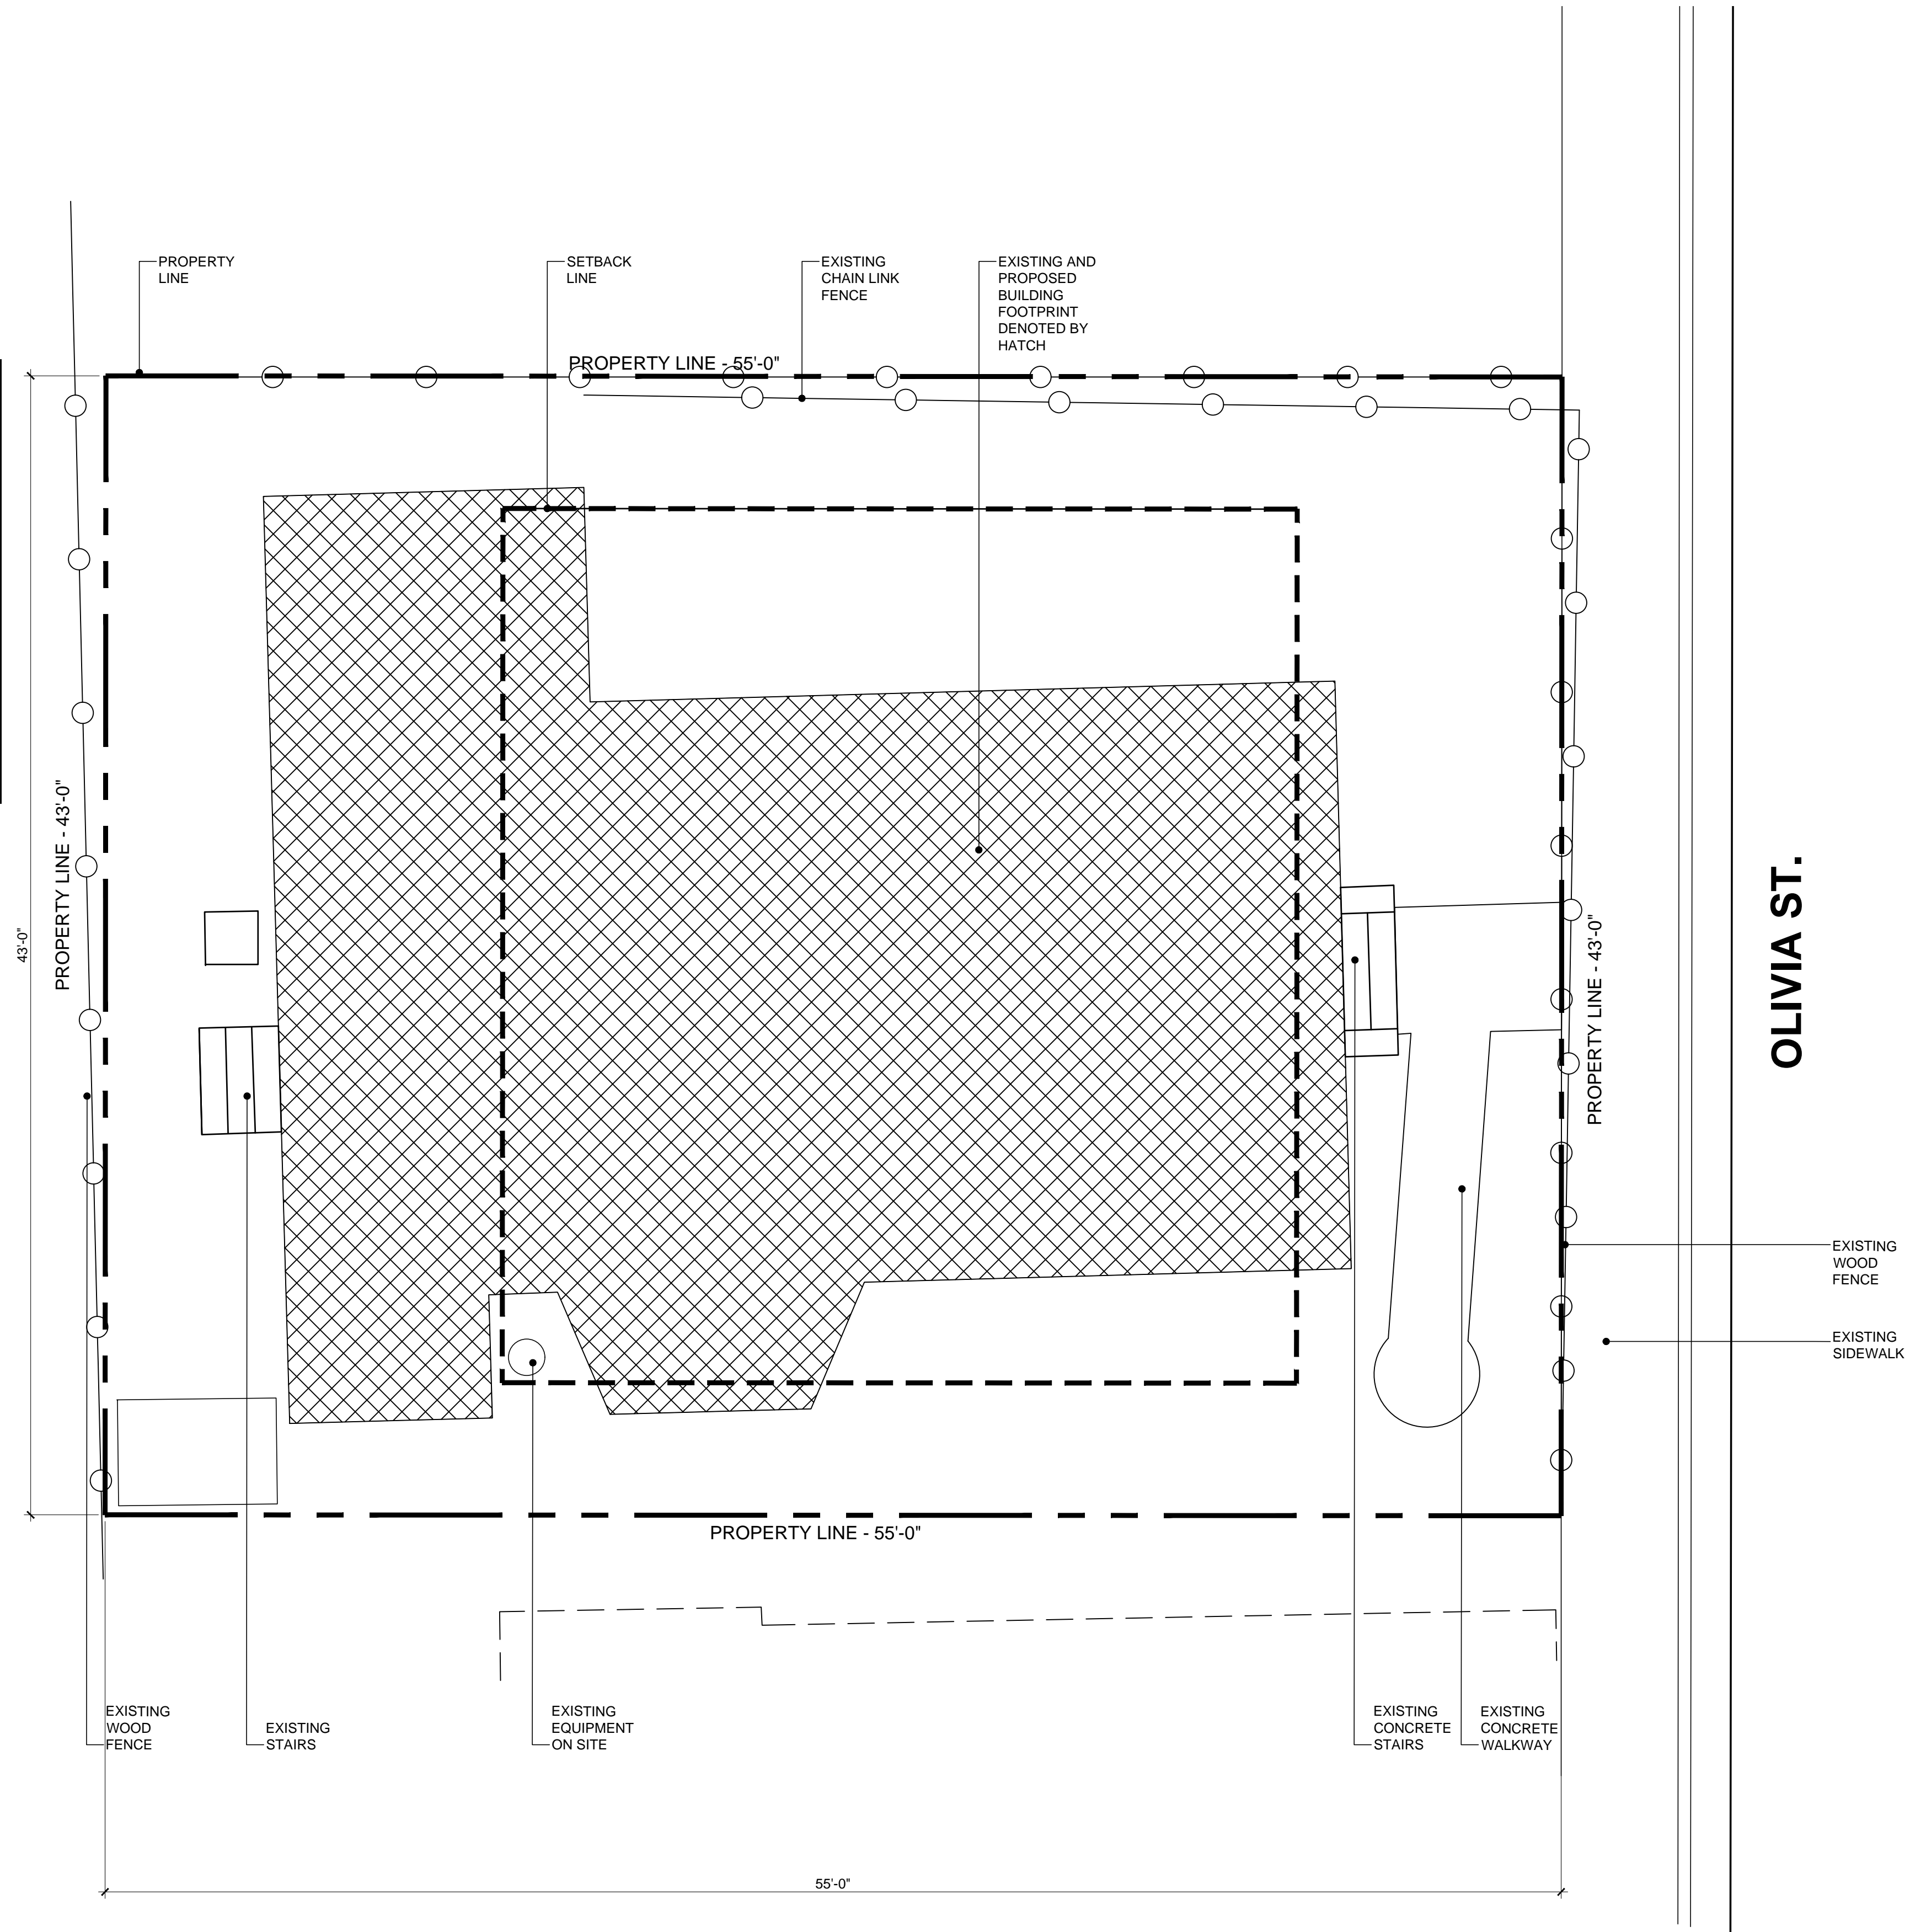 PROPERTY
LINE
SETBACK
LINE
EXISTING
CHAIN LINK
FENCE
EXISTING AND
PROPOSED
BUILDING
FOOTPRINT
DENOTED BY
HATCH
PROPERTY LINE - 55'-0"
43'-0"
PROPERTY LINE - 43'-0"
PROPERTY LINE - 43'-0"
OLIVIA ST.
EXISTING
WOOD
FENCE
EXISTING
SIDEWALK
PROPERTY LINE - 55'-0"
EXISTING
WOOD
FENCE
EXISTING
STAIRS
EXISTING
EQUIPMENT
ON SITE
EXISTING
CONCRETE
STAIRS
EXISTING
CONCRETE
WALKWAY
55'-0"